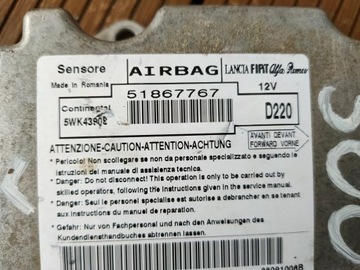 Sensore AIRBAG LANCIA FIAT Alfa Romeo
Made in Romania 51867767 12V
Continental
5WK43902 D220
AVANTI DEVANT
FORWARD VORNE
ATTENZIONE-CAUTION-ATTENTION-ACHTUNG
* Pericolo! Non scollegare se non da personale specializzato e seguendo le
istruzioni del manuale di assistenza tecnica.
* Warning: Do not disconnect! This operation is only to be carried out by
skilled operators, following the instructions given in the service manual.
* Danger: Seul le personel specialise est autorise a debrancher en se tenant
aux instructions du manuel de reparation.
* Gefahr: Nur von Fachpersonal und nach den Anweisungen des
Kundendiensthandbuches abtrennen lassen.